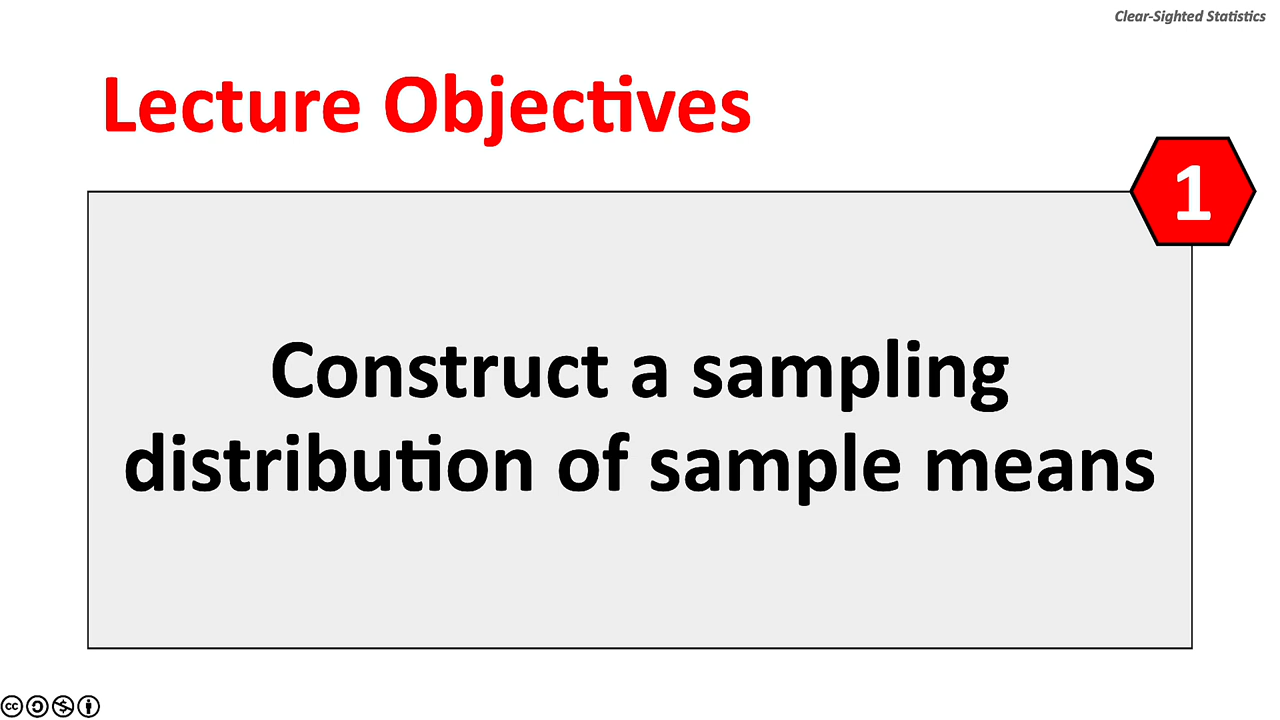 Clear-Sighted Statistics
Lecture Objectives
1
Construct a sampling
distribution of sample means